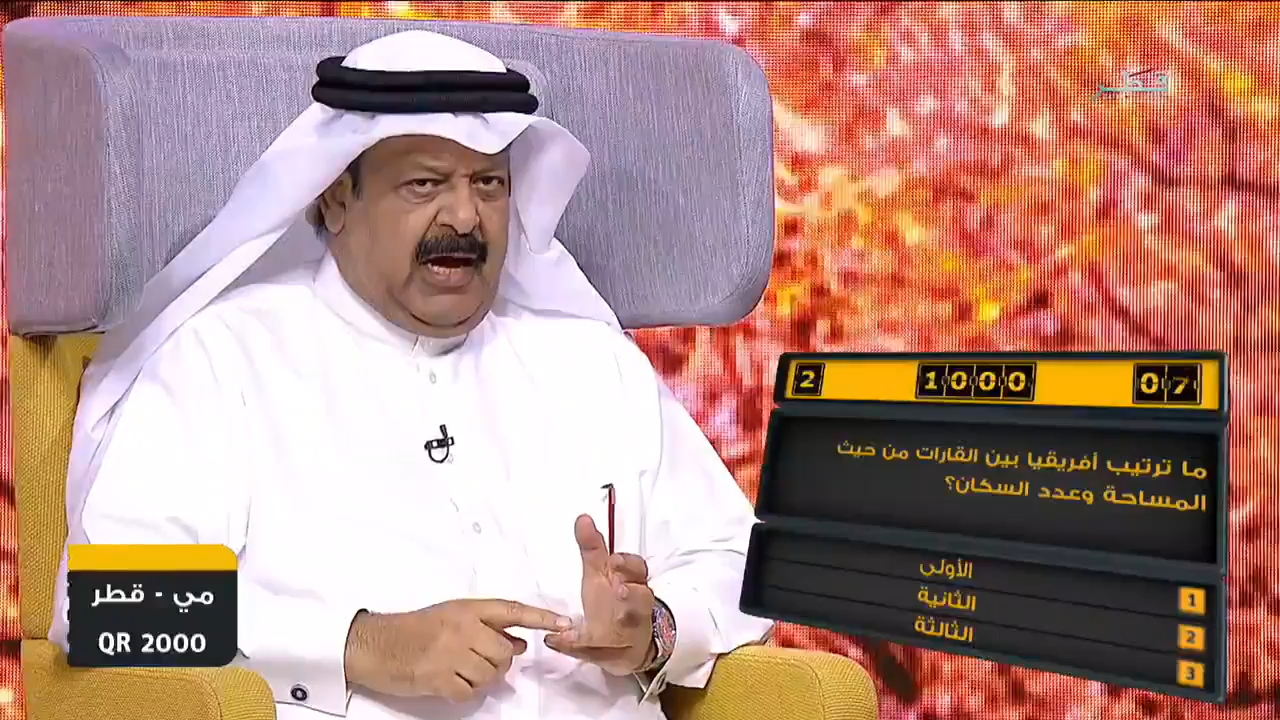 قطر
2 1000 07
ما ترتيب أفريقيا بين القارات من حيث
المساحة وعدد السكان؟
الأولى
1
الثانية
2
الثالثة
3
مي - قطر
QR 2000